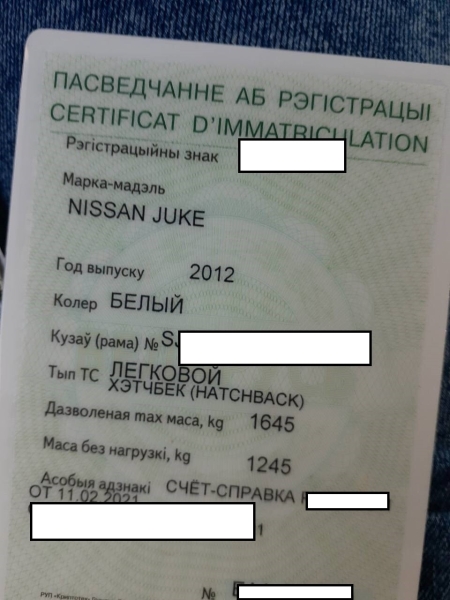 ПАСВЕДЧАННЕ АБ РЭГІСТРАЦЫІ
CERTIFICAT D'IMMATRICULATION
Рэгістрацыйны знак
Марка-мадэль
NISSAN JUKE
Год выпуску 2012
Колер БЕЛЫЙ
Кузаў (рама) № SJ
Тып ТС ЛЕГКОВОЙ
ХЭТЧБЕК (HATCHBACK)
Дазволеная max маса, kg 1645
Маса без нагрузкі, kg 1245
Асобыя адзнакі СЧЁТ-СПРАВКА
ОТ 11.02.2021
1
№